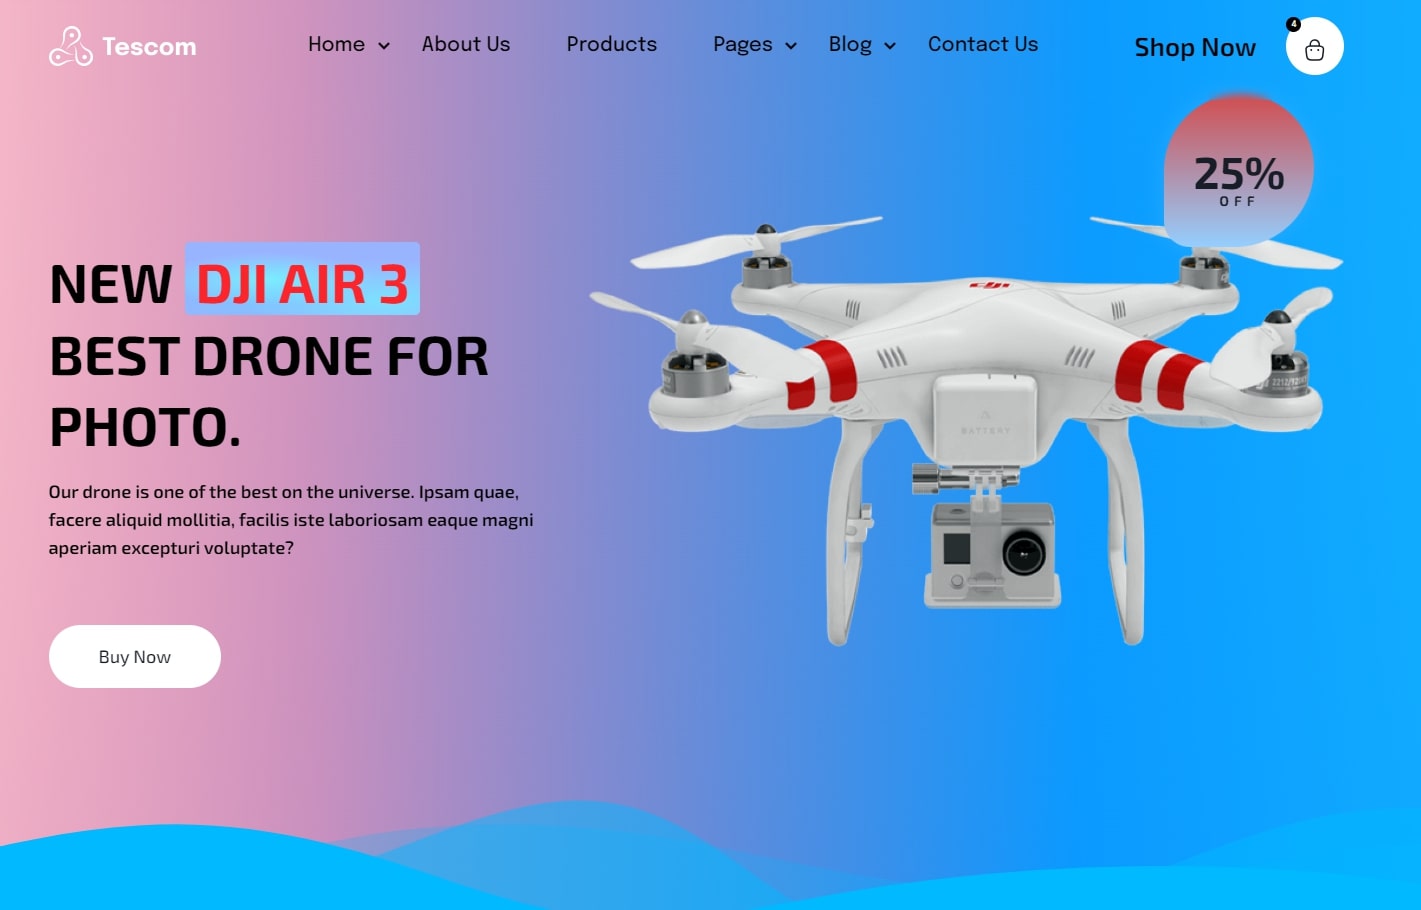 Tescom
Home
About Us
Products
Pages
Blog
Contact Us
Shop Now
4
25%
OFF
NEW DJI AIR 3
BEST DRONE FOR
PHOTO.
Our drone is one of the best on the universe. Ipsam quae,
facere aliquid mollitia, facilis iste laboriosam eaque magni
aperiam excepturi voluptate?
Buy Now
dji
BATTERY